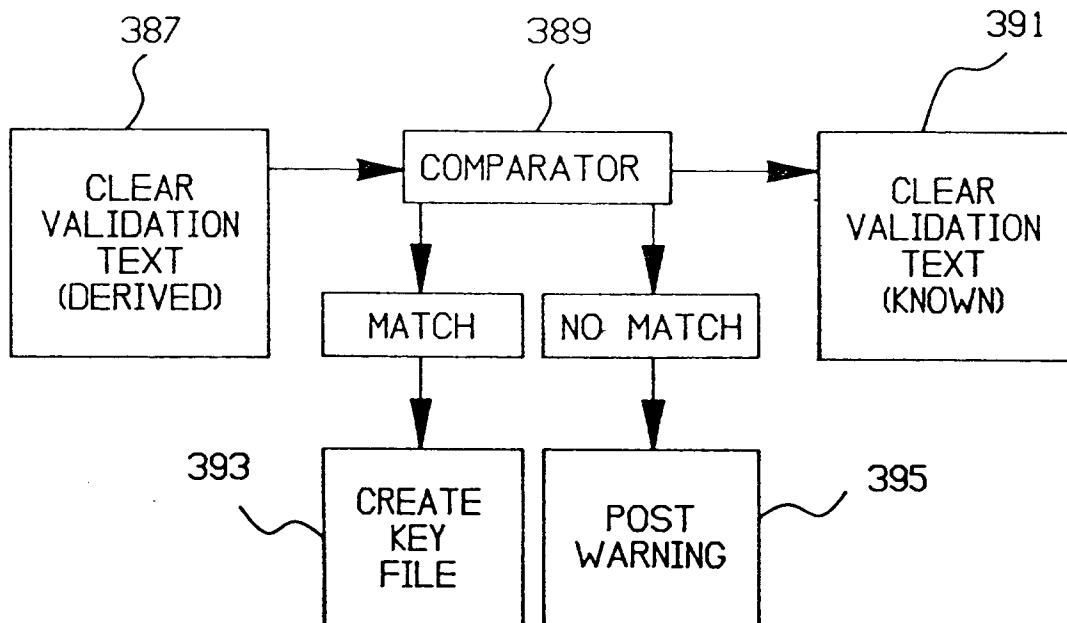 387
389
391
CLEAR
VALIDATION
TEXT
(DERIVED)
COMPARATOR
CLEAR
VALIDATION
TEXT
(KNOWN)
MATCH
NO MATCH
393
CREATE
KEY
FILE
POST
WARNING
395